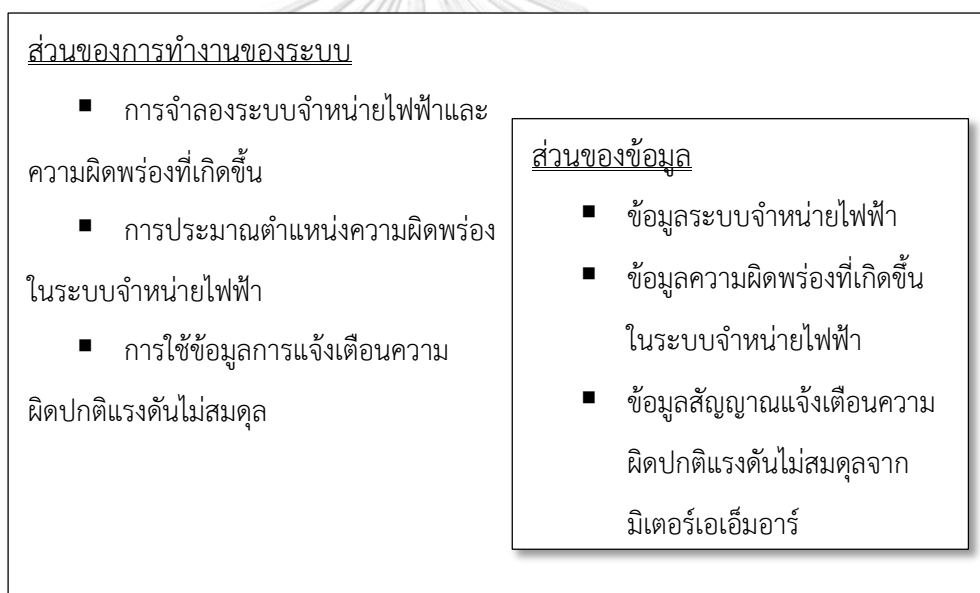 ส่วนของการทำงานของระบบ
■ การจำลองระบบจำหน่ายไฟฟ้าและ
ความผิดพร่องที่เกิดขึ้น
■ การประมาณตำแหน่งความผิดพร่อง
ในระบบจำหน่ายไฟฟ้า
■ การใช้ข้อมูลการแจ้งเตือนความ
ผิดปกติแรงดันไม่สมดุล
ส่วนของข้อมูล
■ ข้อมูลระบบจำหน่ายไฟฟ้า
■ ข้อมูลความผิดพร่องที่เกิดขึ้น
ในระบบจำหน่ายไฟฟ้า
■ ข้อมูลสัญญาณแจ้งเตือนความ
ผิดปกติแรงดันไม่สมดุลจาก
มิเตอร์เอเอ็มอาร์